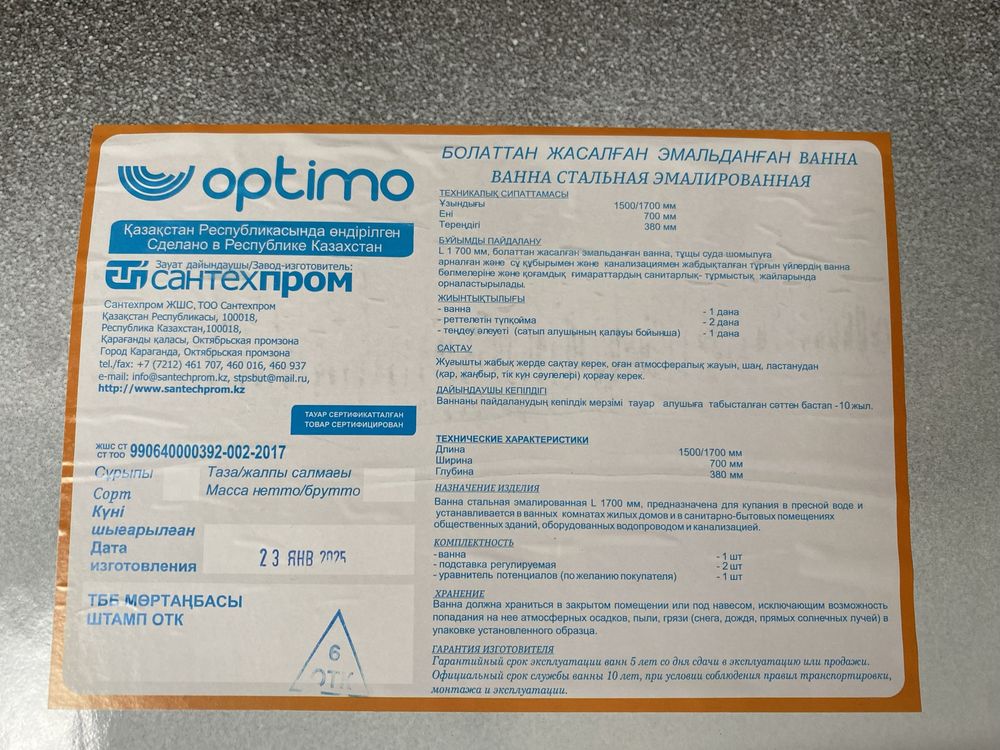 optimo
Қазақстан Республикасында өндірілген
Сделано в Республике Казахстан
Зауат дайындаушы/Завод-изготовитель:
сантехпром
Сантехпром ЖШС, ТОО Сантехпром
Қазақстан Республикасы, 100018,
Республика Казахстан,100018,
Қарағанды қаласы, Октябрьская промзона
Город Караганда, Октябрьская промзона
tel./fax: +7 (7212) 461 707, 460 016, 460 937
e-mail: info@santechprom.kz, stpsbut@mail.ru,
http://www.santechprom.kz
ТАУАР СЕРТИФИКАТТАЛҒАН
ТОВАР СЕРТИФИЦИРОВАН
ЖШС СТ
СТ ТОО 990640000392-002-2017
Сұрыпы Таза/жалпы салмағы
Сорт Масса нетто/брутто
Күні
шығарылған
Дата
изготовления 23 ЯНВ 2025
ТББ МӨРТАҢБАСЫ
ШТАМП ОТК
6
ОТК
БОЛАТТАН ЖАСАЛҒАН ЭМАЛЬДАНҒАН ВАННА
ВАННА СТАЛЬНАЯ ЭМАЛИРОВАННАЯ
ТЕХНИКАЛЫҚ СИПАТТАМАСЫ
Ұзындығы 1500/1700 мм
Ені 700 мм
Тереңдігі 380 мм
БҰЙЫМДЫ ПАЙДАЛАНУ
L 1 700 мм, болаттан жасалған эмальданған ванна, тұщы суда шомылуға
арналған және су құбырымен және канализациямен жабдықталған тұрғын үйлердің ванна
бөлмелеріне және қоғамдық ғимараттардың санитарлық- тұрмыстық жайларында
орналастырылады.
ЖИЫНТЫҚТЫЛЫҒЫ
- ванна - 1 дана
- реттелетін түпқойма - 2 дана
- теңдеу әлеуеті (сатып алушының қалауы бойынша) - 1 дана
САҚТАУ
Жуғышты жабық жерде сақтау керек, оған атмосфералық жауын, шаң, ластанудан
(қар, жаңбыр, тік күн сәулелері) қорғау керек.
ДАЙЫНДАУШЫ КЕПІЛДІГІ
Ваннаны пайдаланудың кепілдік мерзімі тауар алушыға табысталған сәттен бастап -10 жыл.
ТЕХНИЧЕСКИЕ ХАРАКТЕРИСТИКИ
Длина 1500/1700 мм
Ширина 700 мм
Глубина 380 мм
НАЗНАЧЕНИЕ ИЗДЕЛИЯ
Ванна стальная эмалированная L 1700 мм, предназначена для купания в пресной воде и
устанавливается в ванных комнатах жилых домов и в санитарно-бытовых помещениях
общественных зданий, оборудованных водопроводом и канализацией.
КОМПЛЕКТНОСТЬ
- ванна - 1 шт
- подставка регулируемая - 2 шт
- уравнитель потенциалов (по желанию покупателя) - 1 шт
ХРАНЕНИЕ
Ванна должна храниться в закрытом помещении или под навесом, исключающим возможность
попадания на нее атмосферных осадков, пыли, грязи (снега, дождя, прямых солнечных лучей) в
упаковке установленного образца.
ГАРАНТИЯ ИЗГОТОВИТЕЛЯ
Гарантийный срок эксплуатации ванн 5 лет со дня сдачи в эксплуатацию или продажи.
Официальный срок службы ванны 10 лет, при условии соблюдения правил транспортировки,
монтажа и эксплуатации.